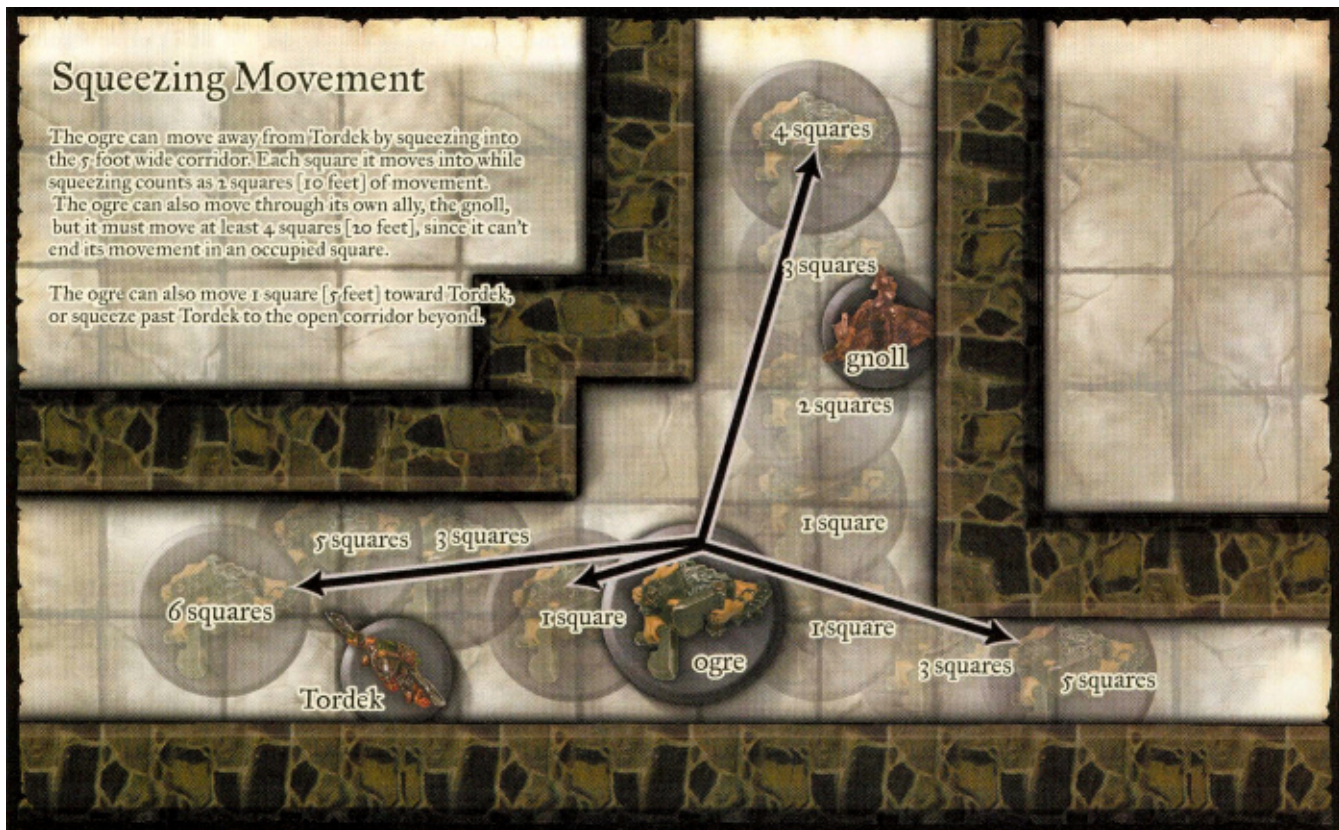 Squeezing Movement
The ogre can move away from Tordek by squeezing into
the 5-foot wide corridor. Each square it moves into while
squeezing counts as 2 squares [10 feet] of movement.
The ogre can also move through its own ally, the gnoll,
but it must move at least 4 squares [20 feet], since it can't
end its movement in an occupied square.
The ogre can also move 1 square [5 feet] toward Tordek,
or squeeze past Tordek to the open corridor beyond.
4 squares
3 squares
gnoll
2 squares
1 square
5 squares
3 squares
6 squares
1 square
1 square
ogre
3 squares
5 squares
Tordek